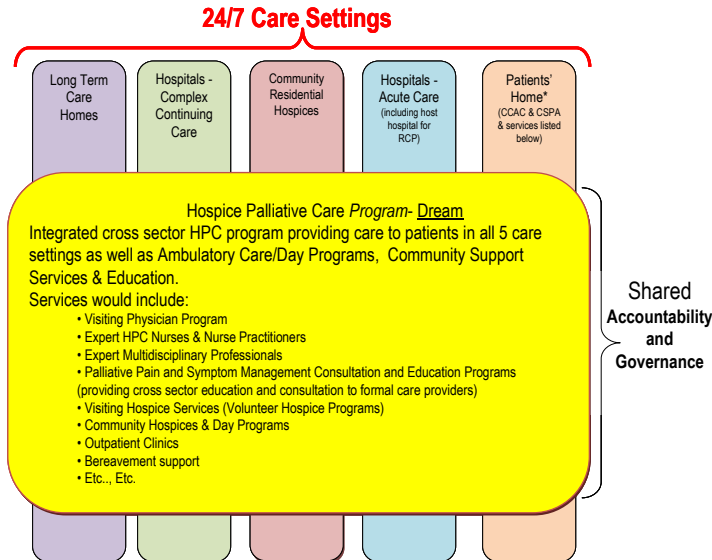 24/7 Care Settings
Long Term
Care
Homes
Hospitals -
Complex
Continuing
Care
Community
Residential
Hospices
Hospitals -
Acute Care
(including host
hospital for
RCP)
Patients'
Home*
(CCAC & CSPA
& services listed
below)
Hospice Palliative Care Program- Dream
Integrated cross sector HPC program providing care to patients in all 5 care
settings as well as Ambulatory Care/Day Programs, Community Support
Services & Education.
Services would include:
• Visiting Physician Program
• Expert HPC Nurses & Nurse Practitioners
• Expert Multidisciplinary Professionals
• Palliative Pain and Symptom Management Consultation and Education Programs
(providing cross sector education and consultation to formal care providers)
• Visiting Hospice Services (Volunteer Hospice Programs)
• Community Hospices & Day Programs
• Outpatient Clinics
• Bereavement support
• Etc.., Etc.
Shared
Accountability
and
Governance